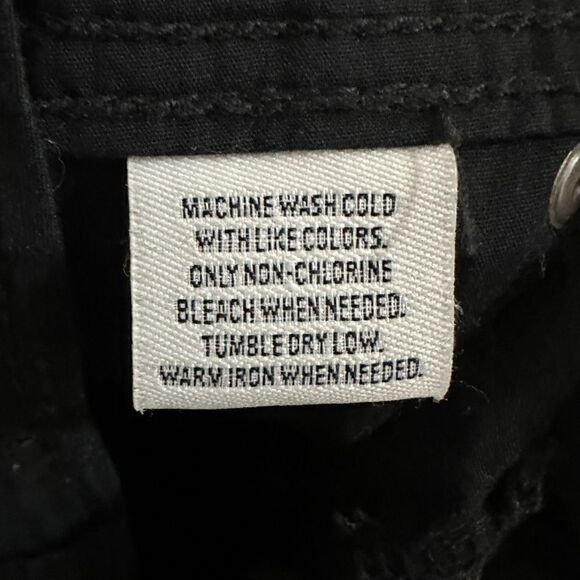 MACHINE WASH COLD
WITH LIKE COLORS.
ONLY NON-CHLORINE
BLEACH WHEN NEEDED.
TUMBLE DRY LOW.
WARM IRON WHEN NEEDED.